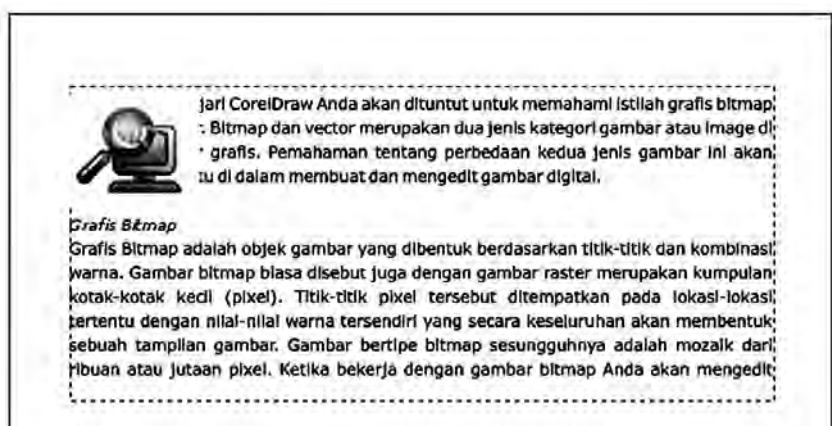 jari CorelDraw Anda akan dituntut untuk memahami istilah grafis bitmap
. Bitmap dan vector merupakan dua jenis kategori gambar atau image di
grafis. Pemahaman tentang perbedaan kedua jenis gambar ini akan
tu di dalam membuat dan mengedit gambar digital.
Grafis Bitmap
Grafis Bitmap adalah objek gambar yang dibentuk berdasarkan titik-titik dan kombinasi
warna. Gambar bitmap biasa disebut juga dengan gambar raster merupakan kumpulan
kotak-kotak kecil (pixel). Titik-titik pixel tersebut ditempatkan pada lokasi-lokasi
tertentu dengan nilai-nilai warna tersendiri yang secara keseluruhan akan membentuk
sebuah tampilan gambar. Gambar bertipe bitmap sesungguhnya adalah mozaik dari
ribuan atau jutaan pixel. Ketika bekerja dengan gambar bitmap Anda akan mengedit